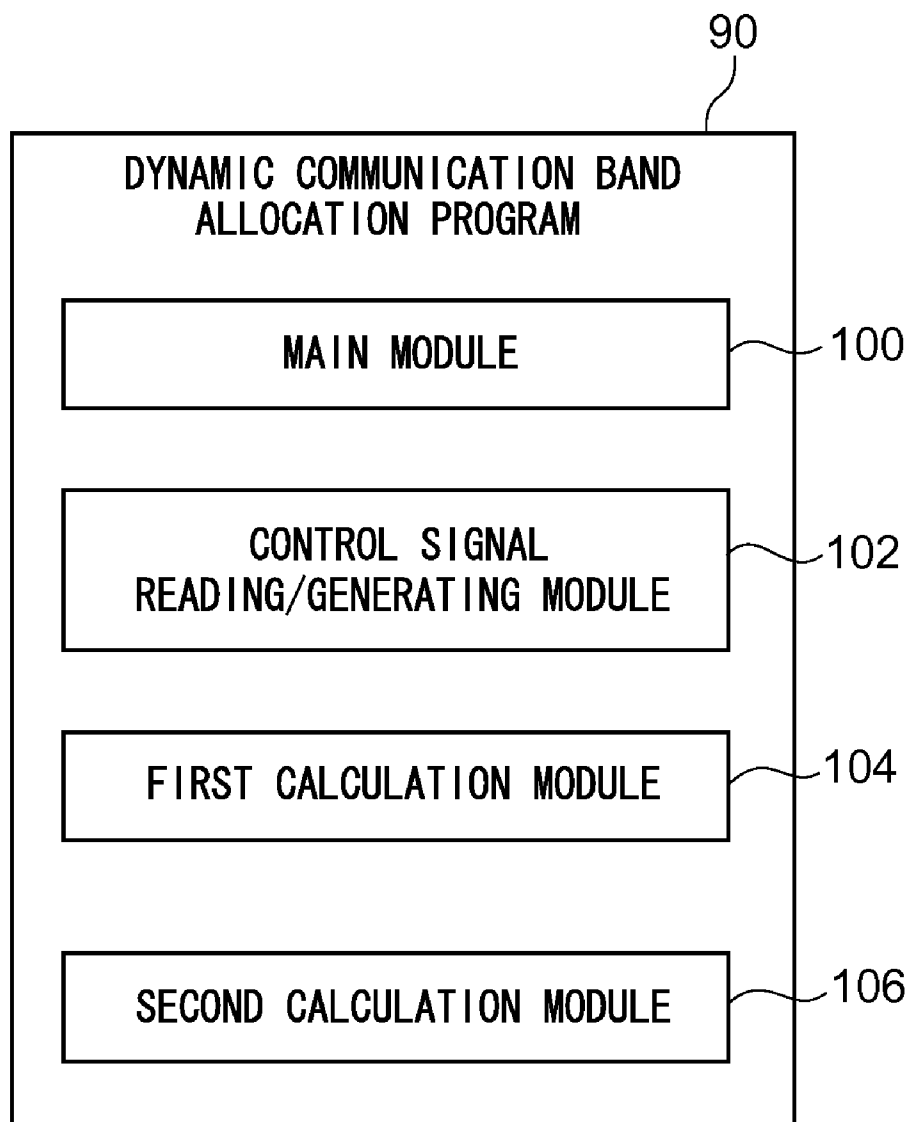 90
DYNAMIC COMMUNICATION BAND
ALLOCATION PROGRAM
MAIN MODULE
100
CONTROL SIGNAL
READING/GENERATING MODULE
102
FIRST CALCULATION MODULE
104
SECOND CALCULATION MODULE
106